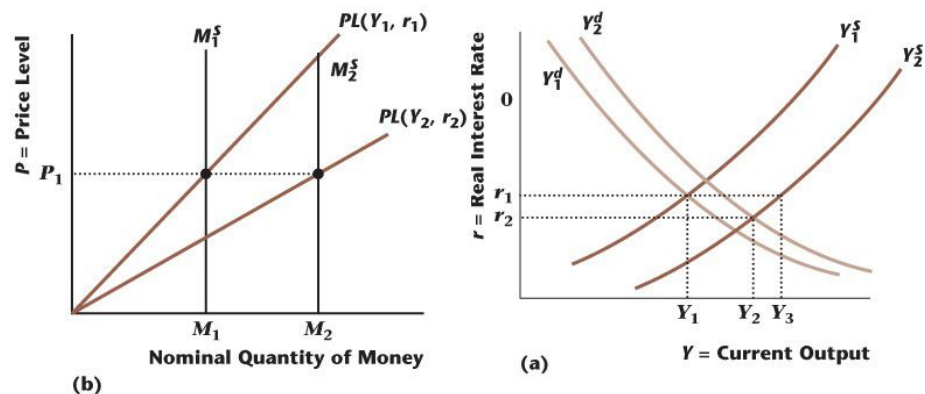 P = Price Level
M₁ˢ
PL(Y₁, r₁)
M₂ˢ
PL(Y₂, r₂)
P₁
M₁
M₂
Nominal Quantity of Money
(b)
r = Real Interest Rate
0
Y₂ᵈ
Y₁ᵈ
Y₁ˢ
Y₂ˢ
r₁
r₂
Y₁ Y₂ Y₃
Y = Current Output
(a)